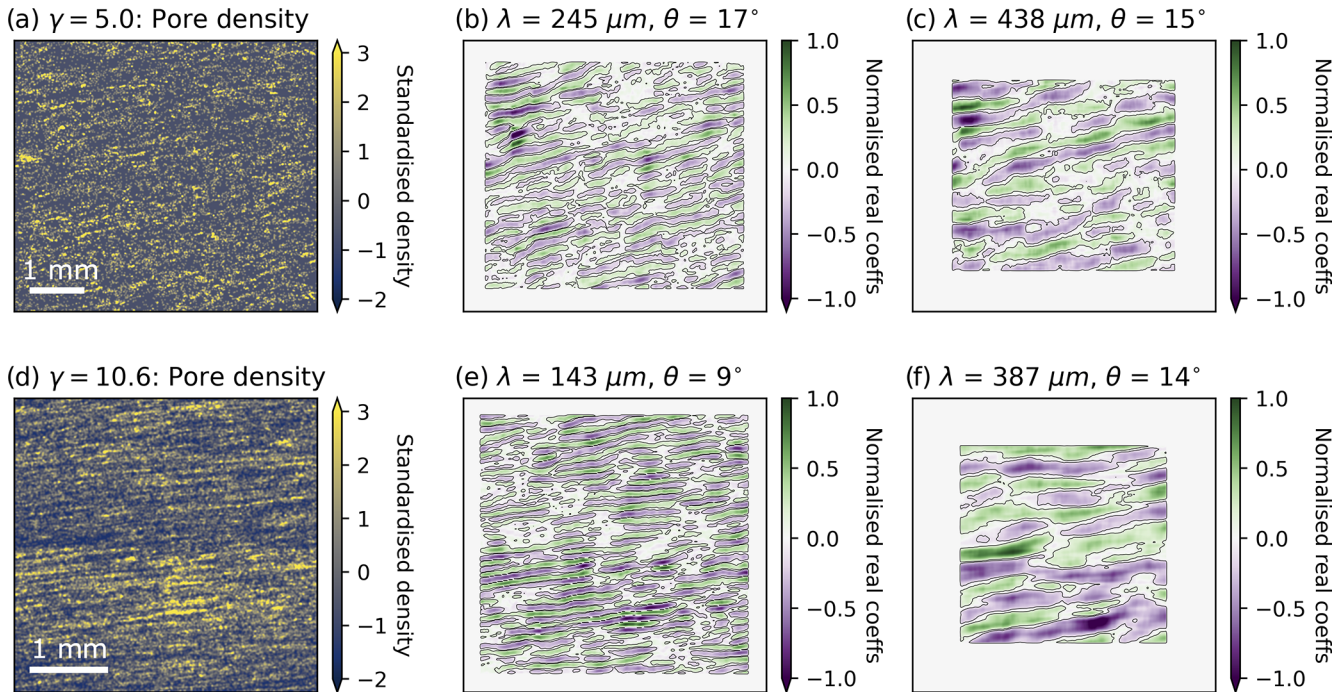 (a) γ = 5.0: Pore density
(b) λ = 245 μm, θ = 17°
(c) λ = 438 μm, θ = 15°
3
2
1
0
−1
−2
Standardised density
1 mm
1.0
0.5
0.0
−0.5
−1.0
Normalised real coeffs
1.0
0.5
0.0
−0.5
−1.0
Normalised real coeffs
(d) γ = 10.6: Pore density
(e) λ = 143 μm, θ = 9°
(f) λ = 387 μm, θ = 14°
3
2
1
0
−1
−2
Standardised density
1 mm
1.0
0.5
0.0
−0.5
−1.0
Normalised real coeffs
1.0
0.5
0.0
−0.5
−1.0
Normalised real coeffs